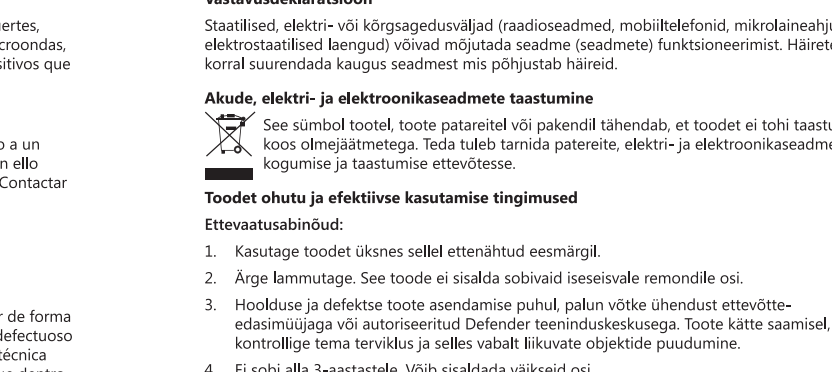 uertes,
croondas,
sitivos que
o a un
n ello
Contactar
r de forma
defectuoso
técnica
Vastavusdeklaratsioon
Staatilised, elektri- või kõrgsagedusväljad (raadioseadmed, mobiiltelefonid, mikrolaineahju
elektrostaatilised laengud) võivad mõjutada seadme (seadmete) funktsioneerimist. Häirete
korral suurendada kaugus seadmest mis põhjustab häireid.
Akude, elektri- ja elektroonikaseadmete taastumine
See sümbol tootel, toote patareitel või pakendil tähendab, et toodet ei tohi taastu
koos olmejäätmetega. Teda tuleb tarnida patereite, elektri- ja elektroonikaseadme
kogumise ja taastumise ettevõtesse.
Toodet ohutu ja efektiivse kasutamise tingimused
Ettevaatusabinõud:
1. Kasutage toodet üksnes sellel ettenähtud eesmärgil.
2. Ärge lammutage. See toode ei sisalda sobivaid iseseisvale remondile osi.
3. Hoolduse ja defektse toote asendamise puhul, palun võtke ühendust ettevõtte-
edasimüüjaga või autoriseeritud Defender teeninduskeskusega. Toote kätte saamisel,
kontrollige tema terviklus ja selles vabalt liikuvate objektide puudumine.
4. Ei sobi alla 3-aastastele. Võib sisaldada väikseid osi.